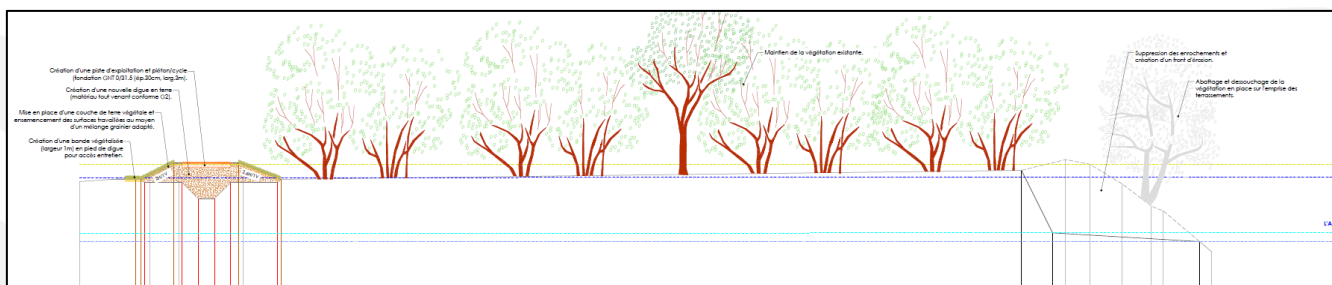 Création d'une piste d'exploitation et piéton/cycle
(fondation GNT 0/31.5 (ép.30cm, larg.3m).
Création d'une nouvelle digue en terre
(matériau tout venant conforme G2).
Mise en place d'une couche de terre végétale et
ensemencement des surfaces travaillées au moyen
d'un mélange grainier adapté.
Création d'une bande végétalisée
(largeur 1m) en pied de digue
pour accès entretien.
Maintien de la végétation existante.
Suppression des enrochements et
création d'un front d'érosion.
Abattage et dessouchage de la
végétation en place sur l'emprise des
terrassements.
L'A